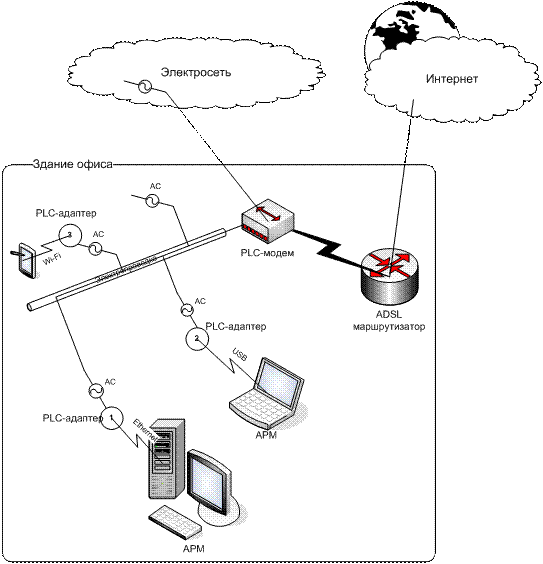 Электросеть
Интернет
Здание офиса
AC
PLC-адаптер
3
AC
Wi-Fi
Электропроводка
PLC-модем
ADSL
маршрутизатор
AC
PLC-адаптер
2
USB
AC
PLC-адаптер
1
Ethernet
АРМ
АРМ